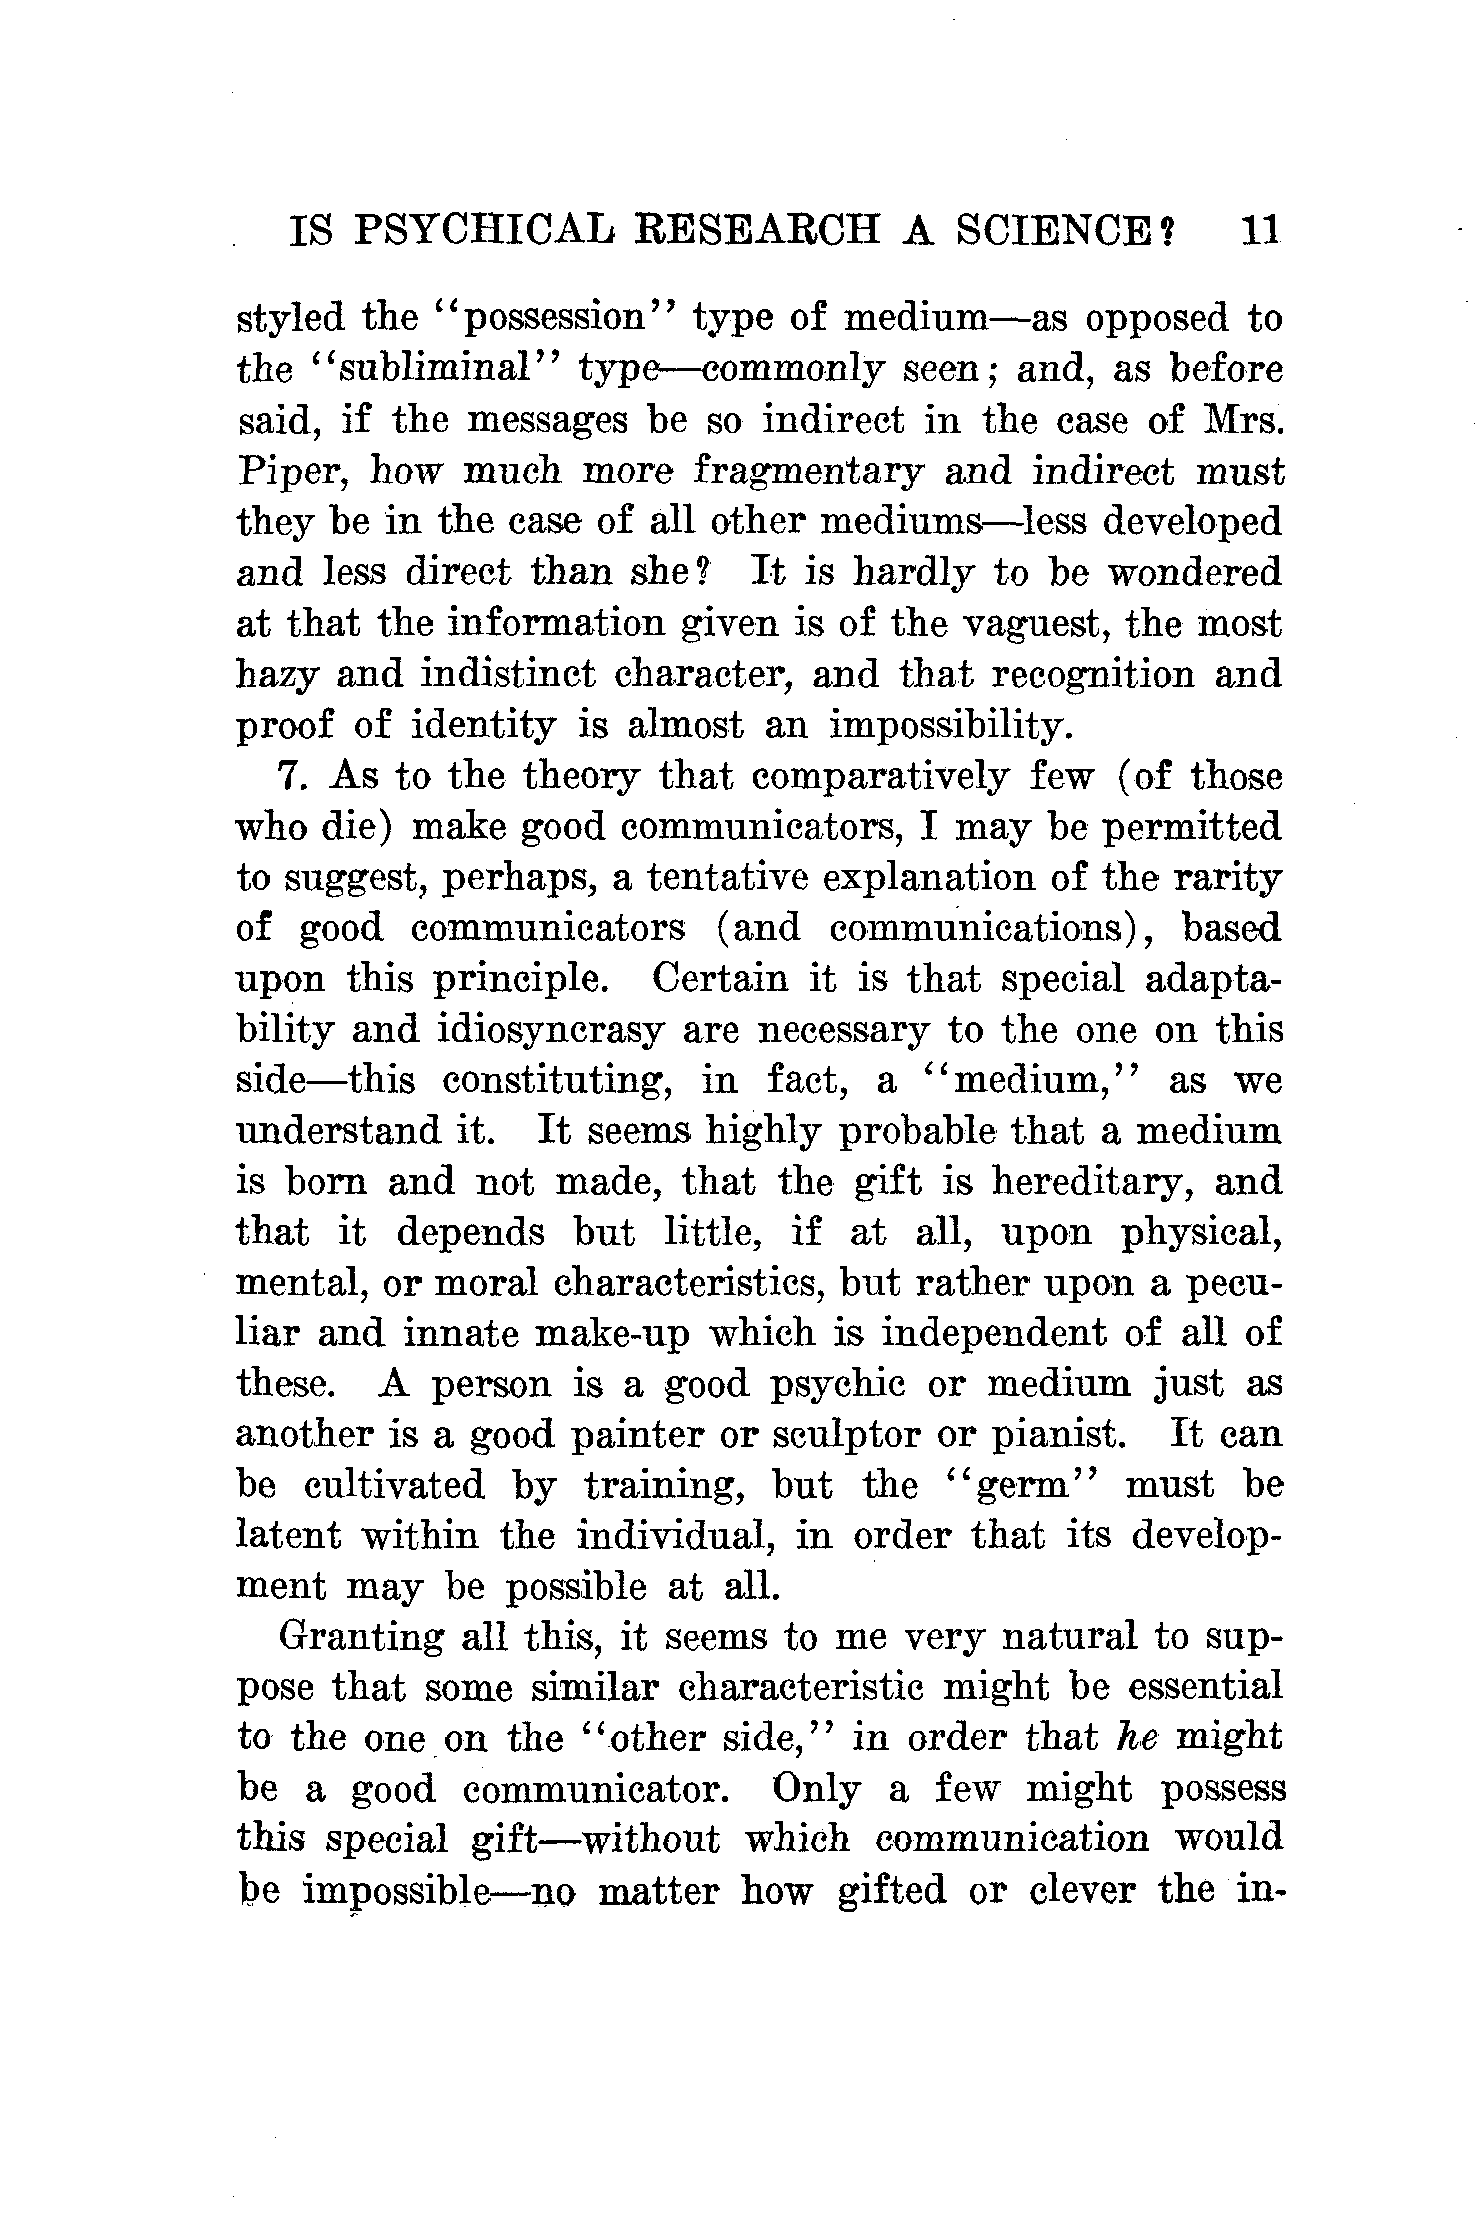 IS PSYCHICAL RESEARCH A SCIENCE? 11
styled the "possession" type of medium—as opposed to
the "subliminal" type—commonly seen; and, as before
said, if the messages be so indirect in the case of Mrs.
Piper, how much more fragmentary and indirect must
they be in the case of all other mediums—less developed
and less direct than she? It is hardly to be wondered
at that the information given is of the vaguest, the most
hazy and indistinct character, and that recognition and
proof of identity is almost an impossibility.
7. As to the theory that comparatively few (of those
who die) make good communicators, I may be permitted
to suggest, perhaps, a tentative explanation of the rarity
of good communicators (and communications), based
upon this principle. Certain it is that special adapta-
bility and idiosyncrasy are necessary to the one on this
side—this constituting, in fact, a "medium," as we
understand it. It seems highly probable that a medium
is born and not made, that the gift is hereditary, and
that it depends but little, if at all, upon physical,
mental, or moral characteristics, but rather upon a pecu-
liar and innate make-up which is independent of all of
these. A person is a good psychic or medium just as
another is a good painter or sculptor or pianist. It can
be cultivated by training, but the "germ" must be
latent within the individual, in order that its develop-
ment may be possible at all.
Granting all this, it seems to me very natural to sup-
pose that some similar characteristic might be essential
to the one on the "other side," in order that he might
be a good communicator. Only a few might possess
this special gift—without which communication would
be impossible—no matter how gifted or clever the in-